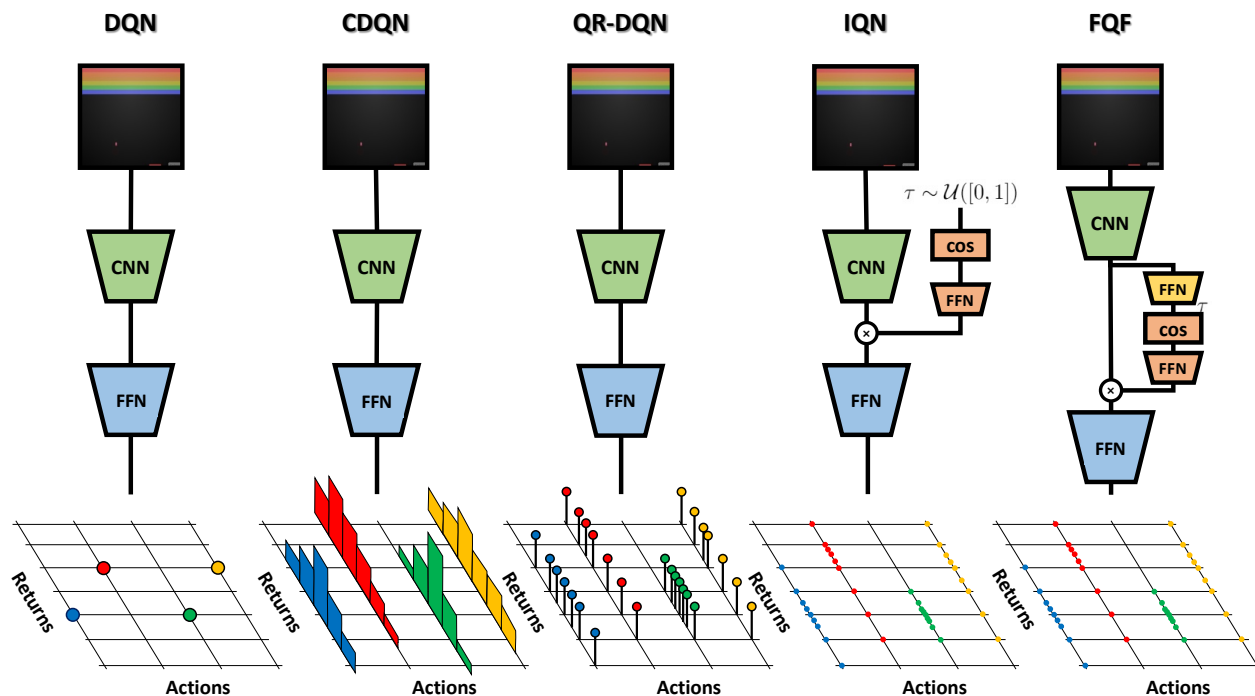 DQN
CDQN
QR-DQN
IQN
FQF
τ ∼ 𝒰([0, 1])
CNN
CNN
CNN
CNN
CNN
cos
FFN
×
FFN
τ
cos
FFN
×
FFN
FFN
FFN
FFN
FFN
Returns
Returns
Returns
Returns
Returns
Actions
Actions
Actions
Actions
Actions